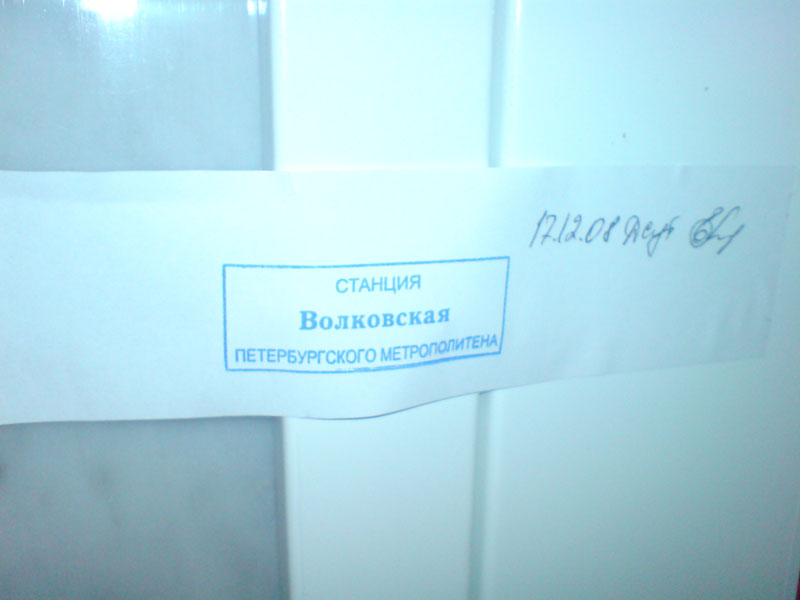 17.12.08
СТАНЦИЯ
Волковская
ПЕТЕРБУРГСКОГО МЕТРОПОЛИТЕНА